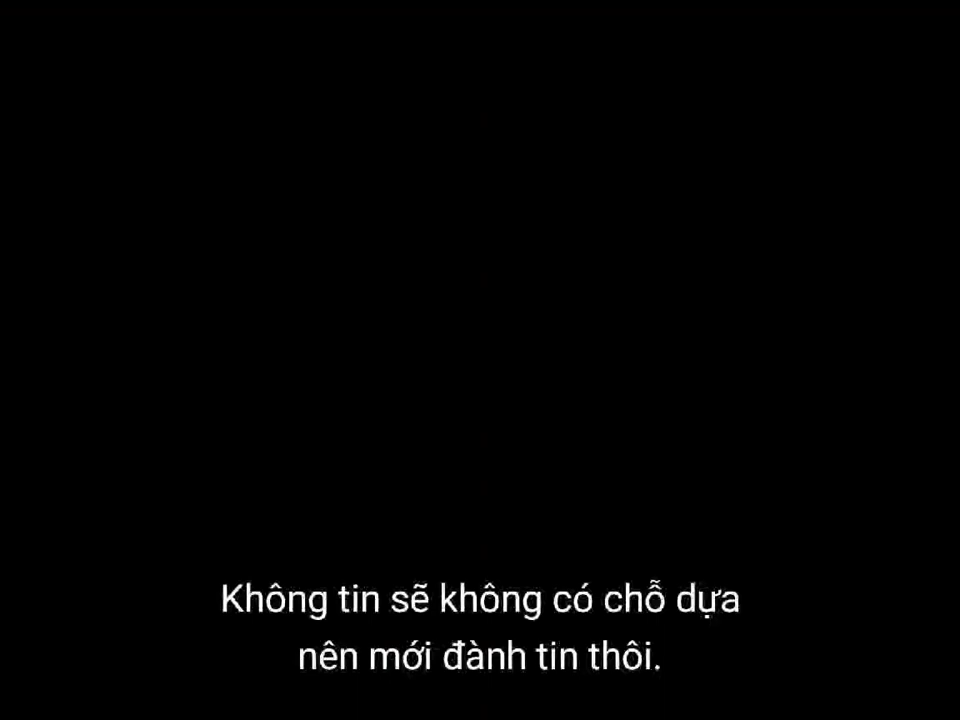 Không tin sẽ không có chỗ dựa
nên mới đành tin thôi.